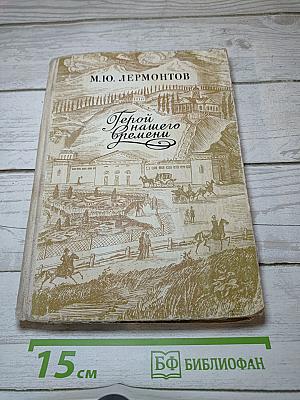 М.Ю. ЛЕРМОНТОВ
Герой
нашего
времени
15 см
БФ БИБЛИОФАН